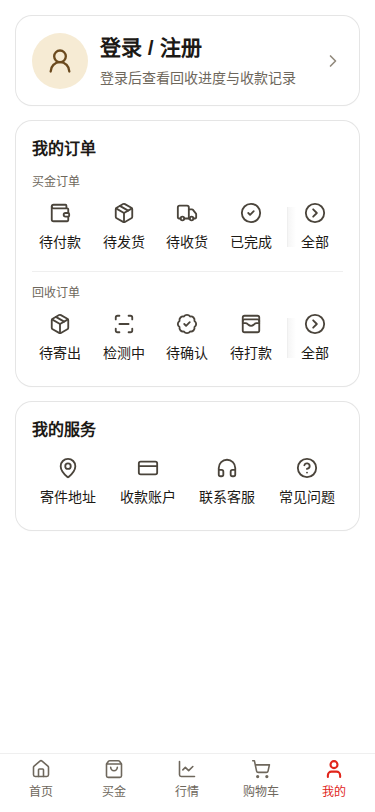 登录 / 注册
登录后查看回收进度与收款记录
我的订单
买金订单
待付款 待发货 待收货 已完成 全部
回收订单
待寄出 检测中 待确认 待打款 全部
我的服务
寄件地址 收款账户 联系客服 常见问题
首页 买金 行情 购物车 我的